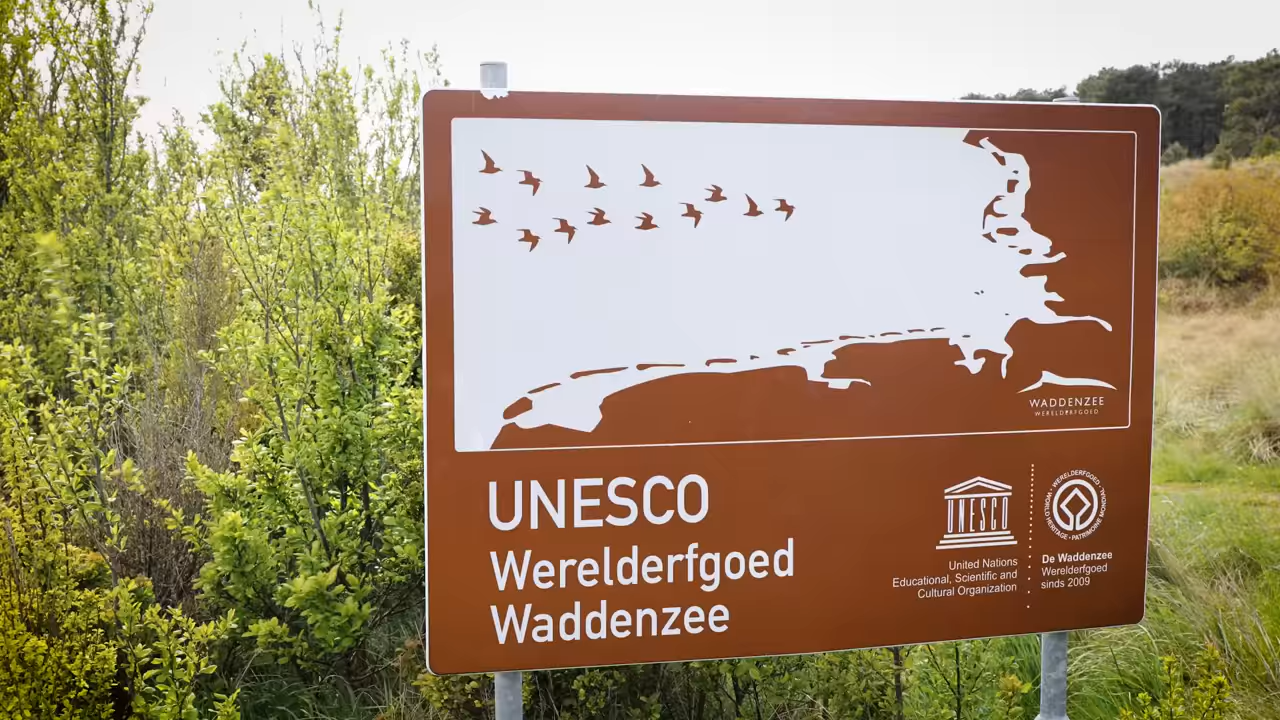 WADDENZEE
WERELDERFGOED
UNESCO
Werelderfgoed
Waddenzee
UNESCO
United Nations
Educational, Scientific and
Cultural Organization
WERELDERFGOED • WORLD HERITAGE • PATRIMOINE MONDIAL •
De Waddenzee
Werelderfgoed
sinds 2009